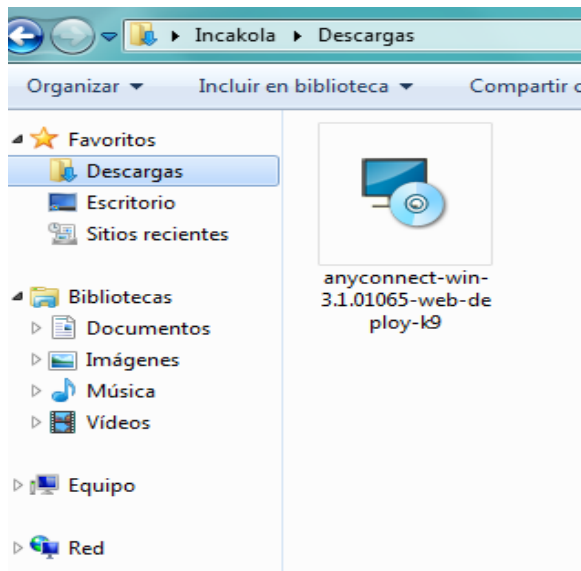 Incakola Descargas
Organizar Incluir en biblioteca Compartir c
Favoritos
Descargas
Escritorio
Sitios recientes
Bibliotecas
Documentos
Imágenes
Música
Vídeos
Equipo
Red
anyconnect-win-
3.1.01065-web-de
ploy-k9